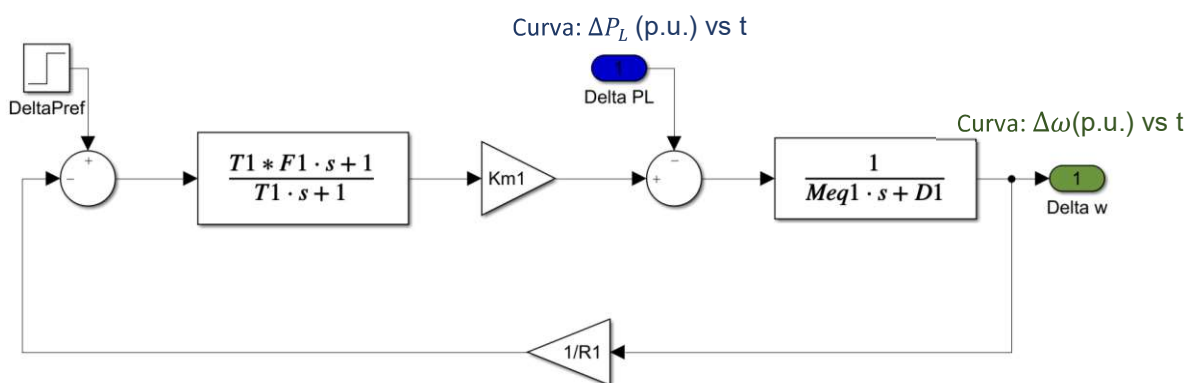 Curva: ΔP_L (p.u.) vs t
1
DeltaPref
Delta PL
Curva: Δω(p.u.) vs t
+
−
T1 ∗ F1 · s + 1
T1 · s + 1
Km1
−
+
1
Meq1 · s + D1
1
Delta w
1/R1